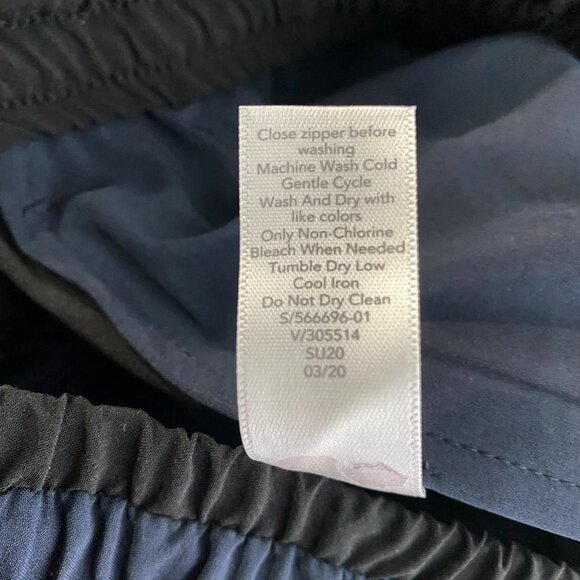 Close zipper before
washing
Machine Wash Cold
Gentle Cycle
Wash And Dry with
like colors
Only Non-Chlorine
Bleach When Needed
Tumble Dry Low
Cool Iron
Do Not Dry Clean
S/566696-01
V/305514
SU20
03/20